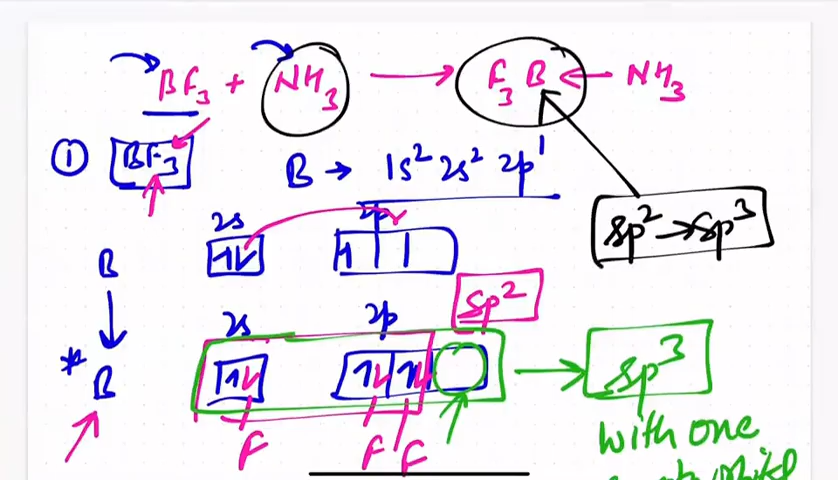 BF₃ + NH₃ → F₃B ← NH₃
① BF₃
B → 1s² 2s² 2p¹
sp² → sp³
2s 2p
B
sp²
2s 2p
*B
sp³
F F F
with one